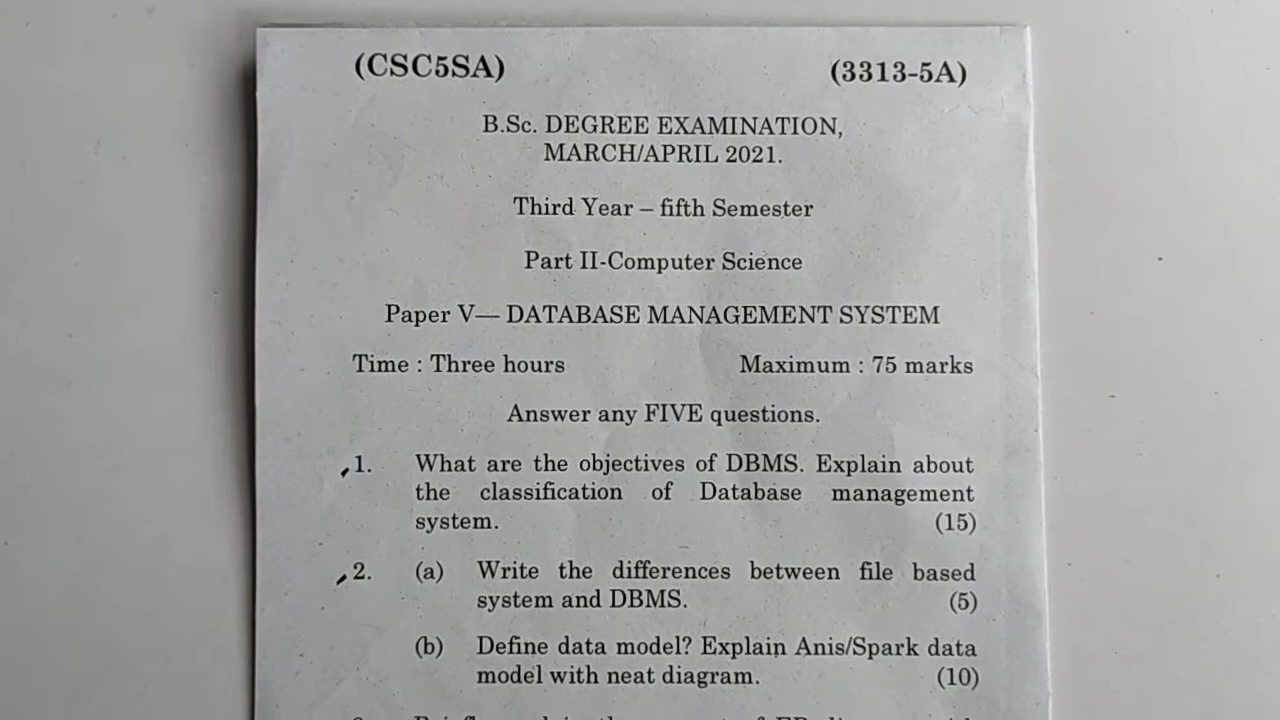 (CSC5SA) (3313-5A)
B.Sc. DEGREE EXAMINATION,
MARCH/APRIL 2021.
Third Year – fifth Semester
Part II-Computer Science
Paper V— DATABASE MANAGEMENT SYSTEM
Time : Three hours Maximum : 75 marks
Answer any FIVE questions.
1. What are the objectives of DBMS. Explain about
the classification of Database management
system. (15)
2. (a) Write the differences between file based
system and DBMS. (5)
(b) Define data model? Explain Anis/Spark data
model with neat diagram. (10)